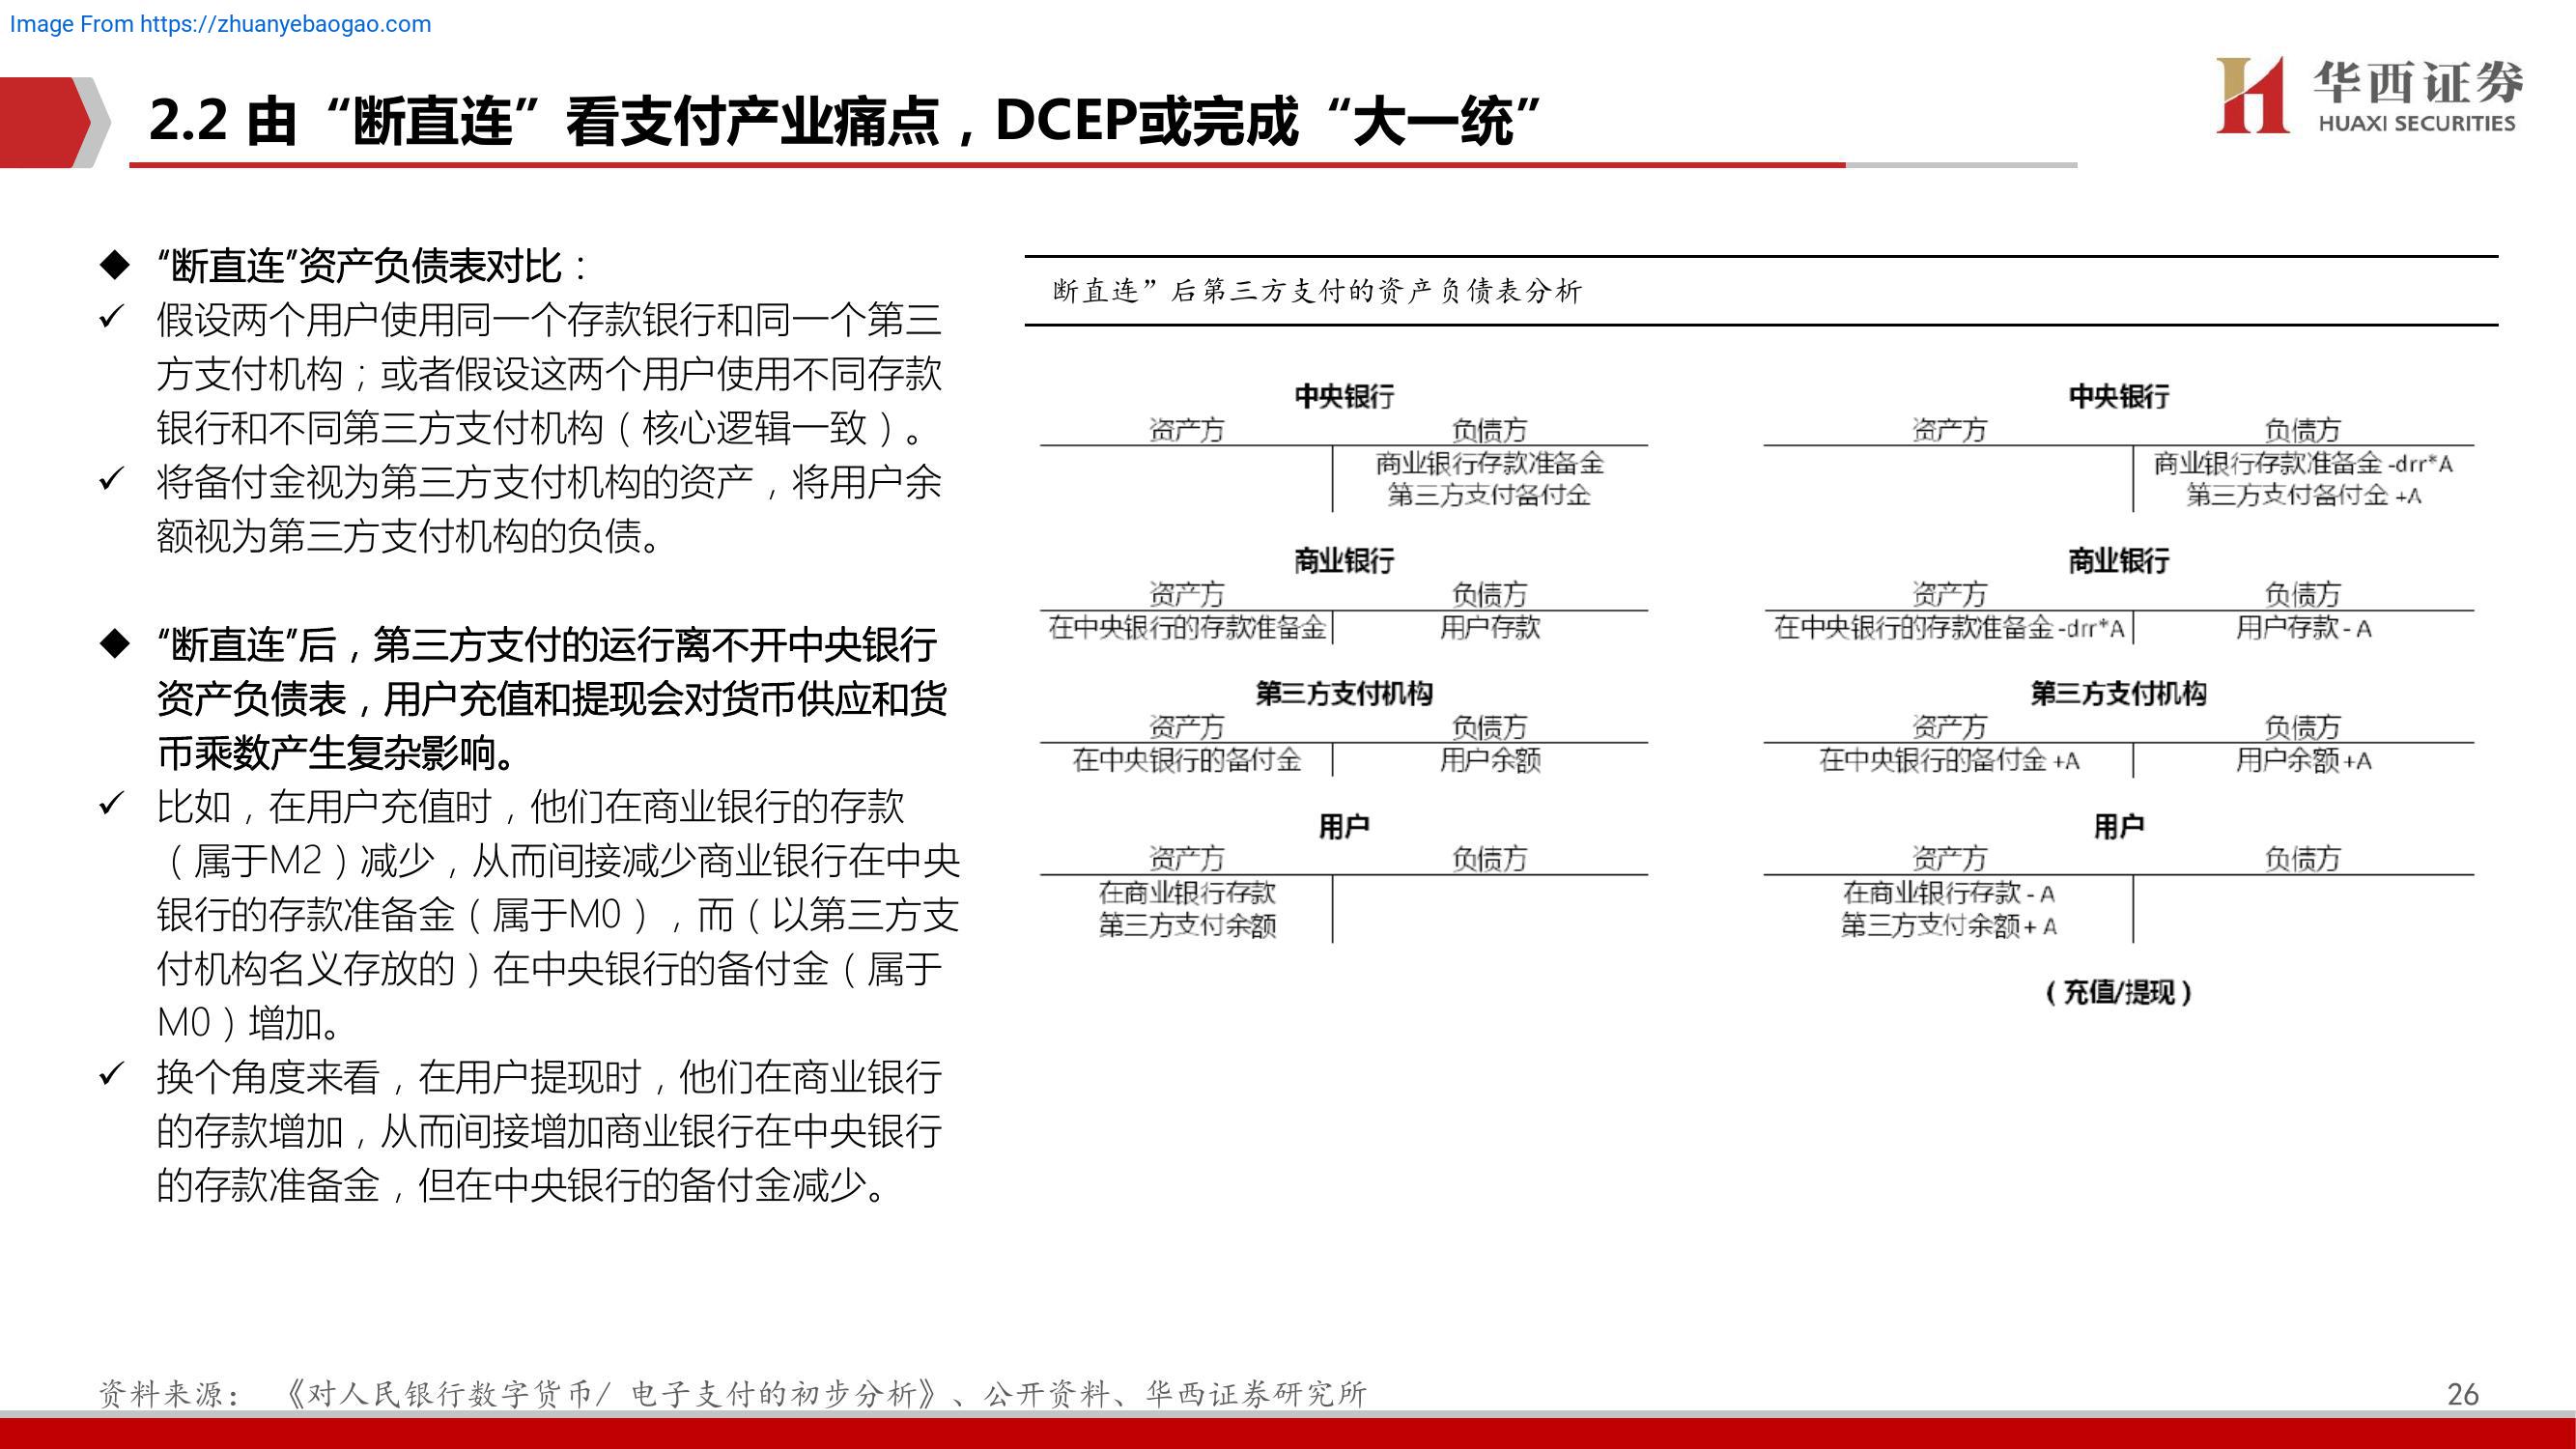 Image From https://zhuanyebaogao.com
华西证券
HUAXI SECURITIES
2.2 由“断直连”看支付产业痛点，DCEP或完成“大一统”
“断直连”资产负债表对比：
假设两个用户使用同一个存款银行和同一个第三
方支付机构；或者假设这两个用户使用不同存款
银行和不同第三方支付机构（核心逻辑一致）。
将备付金视为第三方支付机构的资产，将用户余
额视为第三方支付机构的负债。
“断直连”后，第三方支付的运行离不开中央银行
资产负债表，用户充值和提现会对货币供应和货
币乘数产生复杂影响。
比如，在用户充值时，他们在商业银行的存款
（属于M2）减少，从而间接减少商业银行在中央
银行的存款准备金（属于M0），而（以第三方支
付机构名义存放的）在中央银行的备付金（属于
M0）增加。
换个角度来看，在用户提现时，他们在商业银行
的存款增加，从而间接增加商业银行在中央银行
的存款准备金，但在中央银行的备付金减少。
断直连”后第三方支付的资产负债表分析
中央银行
资产方 负债方
商业银行存款准备金
第三方支付备付金
商业银行
资产方 负债方
在中央银行的存款准备金 用户存款
第三方支付机构
资产方 负债方
在中央银行的备付金 用户余额
用户
资产方 负债方
在商业银行存款
第三方支付余额
中央银行
资产方 负债方
商业银行存款准备金-drr*A
第三方支付备付金+A
商业银行
资产方 负债方
在中央银行的存款准备金-drr*A 用户存款- A
第三方支付机构
资产方 负债方
在中央银行的备付金+A 用户余额+A
用户
资产方 负债方
在商业银行存款- A
第三方支付余额+ A
（充值/提现）
资料来源：《对人民银行数字货币/ 电子支付的初步分析》、公开资料、华西证券研究所
26